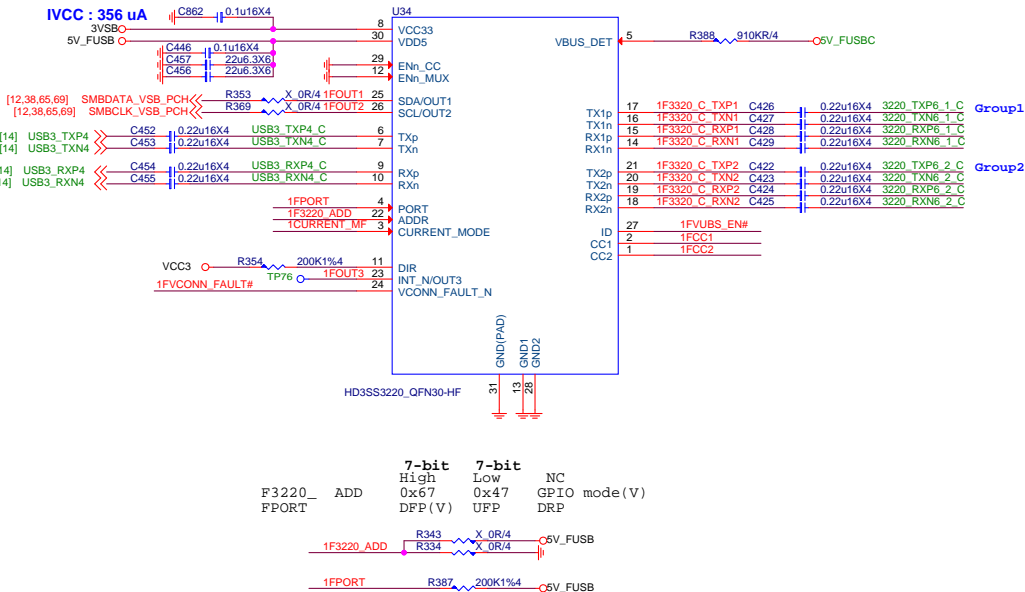 IVCC : 356 uA
C862 0.1u16X4
U34
3VSB 8 VCC33
5V_FUSB 30 VDD5
VBUS_DET 5 R388 910KR/4 5V_FUSBC
C446 0.1u16X4
C457 22u6.3X6
C456 22u6.3X6
29 ENn_CC
12 ENn_MUX
[12,38,65,69] SMBDATA_VSB_PCH R353 X_0R/4 1FOUT1 25 SDA/OUT1
[12,38,65,69] SMBCLK_VSB_PCH R369 X_0R/4 1FOUT2 26 SCL/OUT2
TX1p 17 1F3320_C_TXP1 C426 0.22u16X4 3220_TXP6_1_C Group1
TX1n 16 1F3320_C_TXN1 C427 0.22u16X4 3220_TXN6_1_C
RX1p 15 1F3320_C_RXP1 C428 0.22u16X4 3220_RXP6_1_C
RX1n 14 1F3320_C_RXN1 C429 0.22u16X4 3220_RXN6_1_C
[14] USB3_TXP4 C452 0.22u16X4 USB3_TXP4_C 6 TXp
[14] USB3_TXN4 C453 0.22u16X4 USB3_TXN4_C 7 TXn
14] USB3_RXP4 C454 0.22u16X4 USB3_RXP4_C 9 RXp
14] USB3_RXN4 C455 0.22u16X4 USB3_RXN4_C 10 RXn
TX2p 21 1F3320_C_TXP2 C422 0.22u16X4 3220_TXP6_2_C Group2
TX2n 20 1F3320_C_TXN2 C423 0.22u16X4 3220_TXN6_2_C
RX2p 19 1F3320_C_RXP2 C424 0.22u16X4 3220_RXP6_2_C
RX2n 18 1F3320_C_RXN2 C425 0.22u16X4 3220_RXN6_2_C
1FPORT 4 PORT
1F3220_ADD 22 ADDR
1CURRENT_MF 3 CURRENT_MODE
ID 27 1FVUBS_EN#
CC1 2 1FCC1
CC2 1 1FCC2
VCC3 R354 200K1%4 11 DIR
TP76 1FOUT3 23 INT_N/OUT3
1FVCONN_FAULT# 24 VCONN_FAULT_N
GND(PAD) GND1 GND2
31 13 28
HD3SS3220_QFN30-HF
7-bit 7-bit
High Low NC
F3220_ ADD 0x67 0x47 GPIO mode(V)
FPORT DFP(V) UFP DRP
R343 X_0R/4 5V_FUSB
1F3220_ADD R334 X_0R/4
1FPORT R387 200K1%4 5V_FUSB